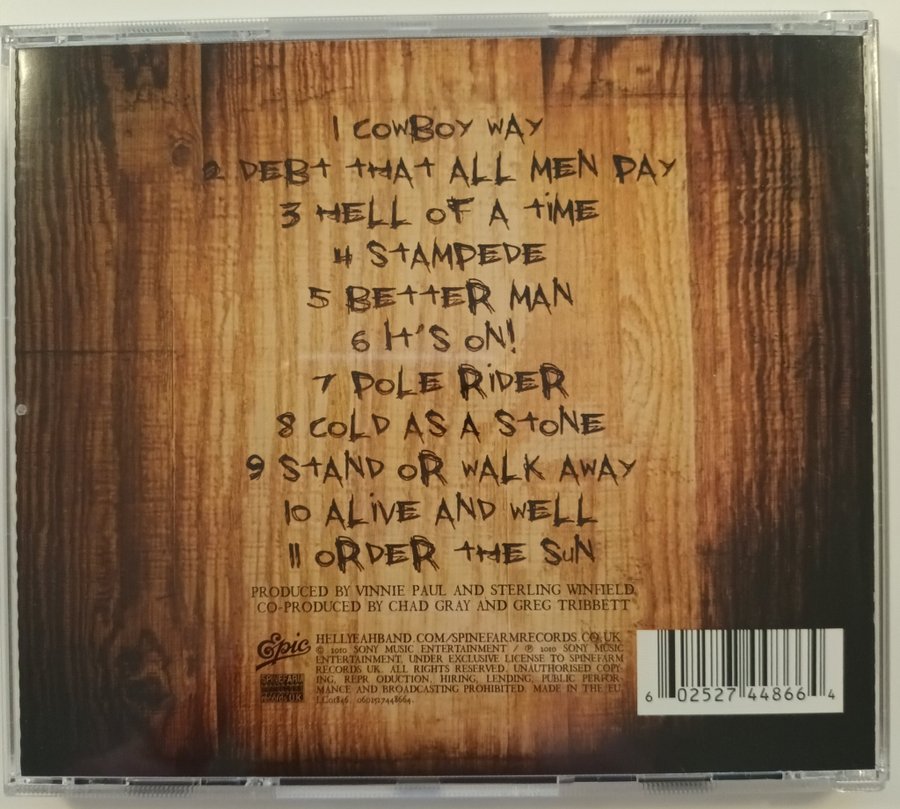 1 COWBOY WAY
2 DEBT THAT ALL MEN PAY
3 HELL OF A TIME
4 STAMPEDE
5 BETTER MAN
6 IT'S ON!
7 POLE RIDER
8 COLD AS A STONE
9 STAND OR WALK AWAY
10 ALIVE AND WELL
11 ORDER THE SUN
PRODUCED BY VINNIE PAUL AND STERLING WINFIELD
CO-PRODUCED BY CHAD GRAY AND GREG TRIBBETT
Epic
HELLYEAHBAND.COM/SPINEFARMRECORDS.CO.UK
© 2010 SONY MUSIC ENTERTAINMENT / ℗ 2010 SONY MUSIC
ENTERTAINMENT, UNDER EXCLUSIVE LICENSE TO SPINEFARM
RECORDS UK. ALL RIGHTS RESERVED. UNAUTHORISED COPY-
ING, REPR ODUCTION, HIRING, LENDING, PUBLIC PERFOR-
MANCE AND BROADCASTING PROHIBITED. MADE IN THE EU.
LC01846 0602527448664.
SPINEFARM
6 02527 44866 4